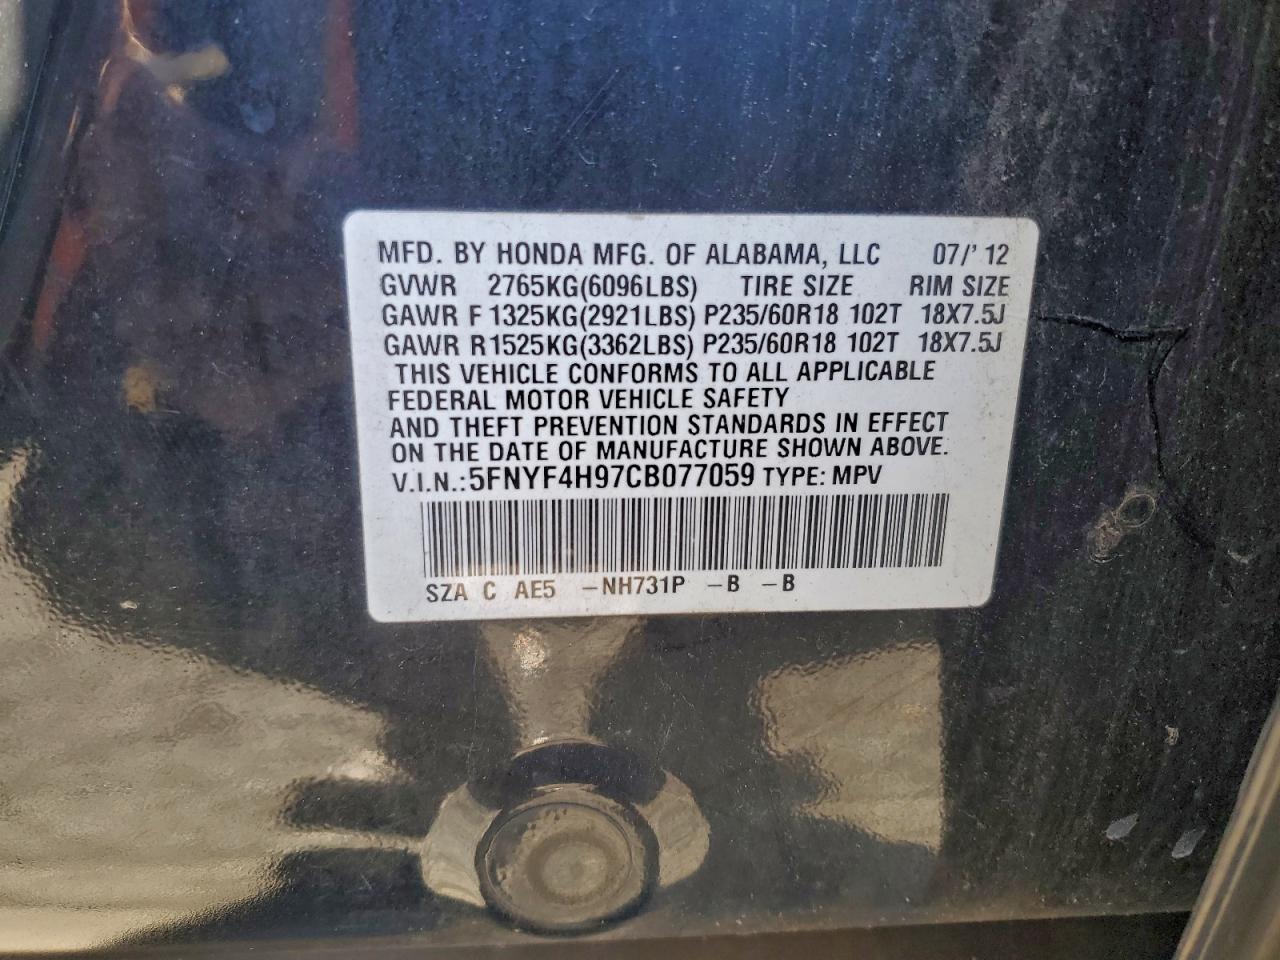 MFD. BY HONDA MFG. OF ALABAMA, LLC 07/'12
GVWR 2765KG(6096LBS) TIRE SIZE RIM SIZE
GAWR F 1325KG(2921LBS) P235/60R18 102T 18X7.5J
GAWR R1525KG(3362LBS) P235/60R18 102T 18X7.5J
THIS VEHICLE CONFORMS TO ALL APPLICABLE
FEDERAL MOTOR VEHICLE SAFETY
AND THEFT PREVENTION STANDARDS IN EFFECT
ON THE DATE OF MANUFACTURE SHOWN ABOVE.
V.I.N.:5FNYF4H97CB077059 TYPE: MPV
SZA C AE5 -NH731P -B -B